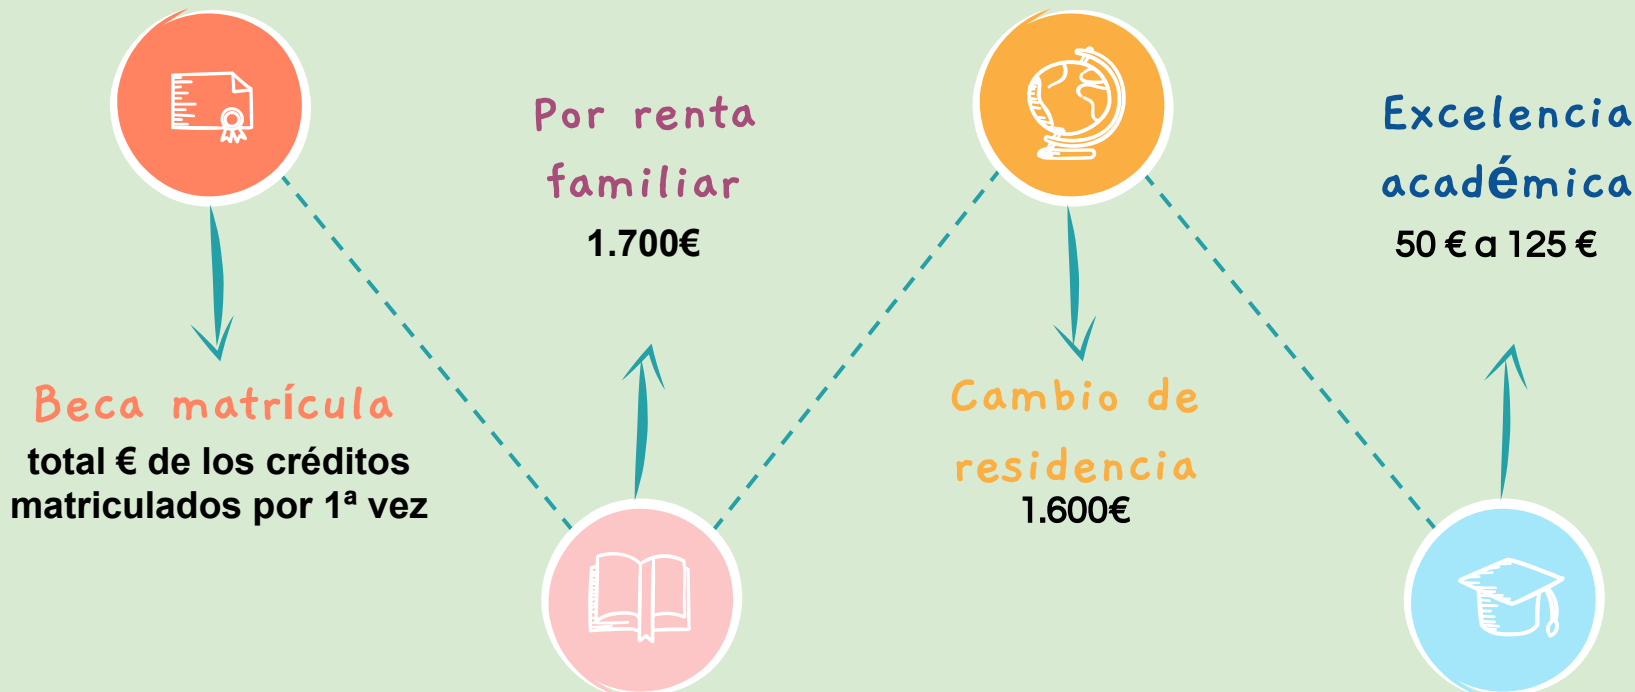 Beca matrícula
total € de los créditos
matriculados por 1ª vez
Por renta
familiar
1.700€
Cambio de
residencia
1.600€
Excelencia
académica
50 € a 125 €